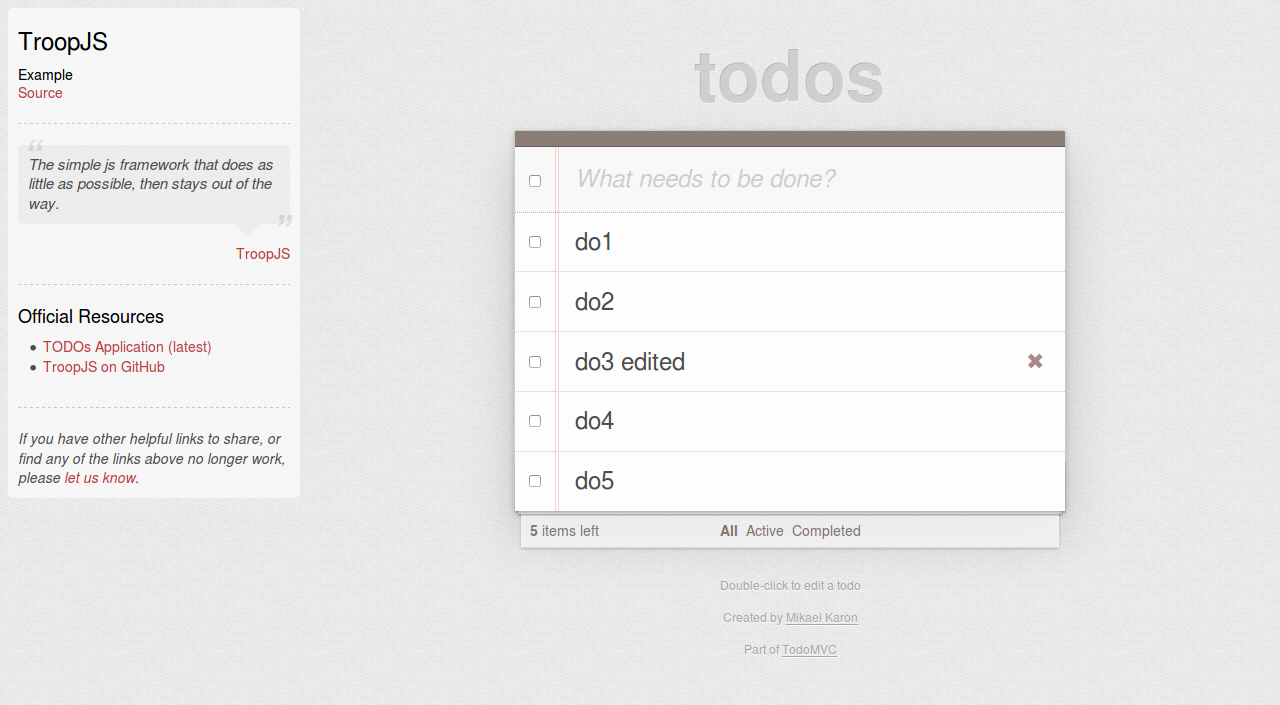 TroopJS
Example
Source
“
The simple js framework that does as
little as possible, then stays out of the
way.
”
TroopJS
Official Resources
• TODOs Application (latest)
• TroopJS on GitHub
If you have other helpful links to share, or
find any of the links above no longer work,
please let us know.
todos
What needs to be done?
do1
do2
do3 edited ✖
do4
do5
5 items left All Active Completed
Double-click to edit a todo
Created by Mikael Karon
Part of TodoMVC